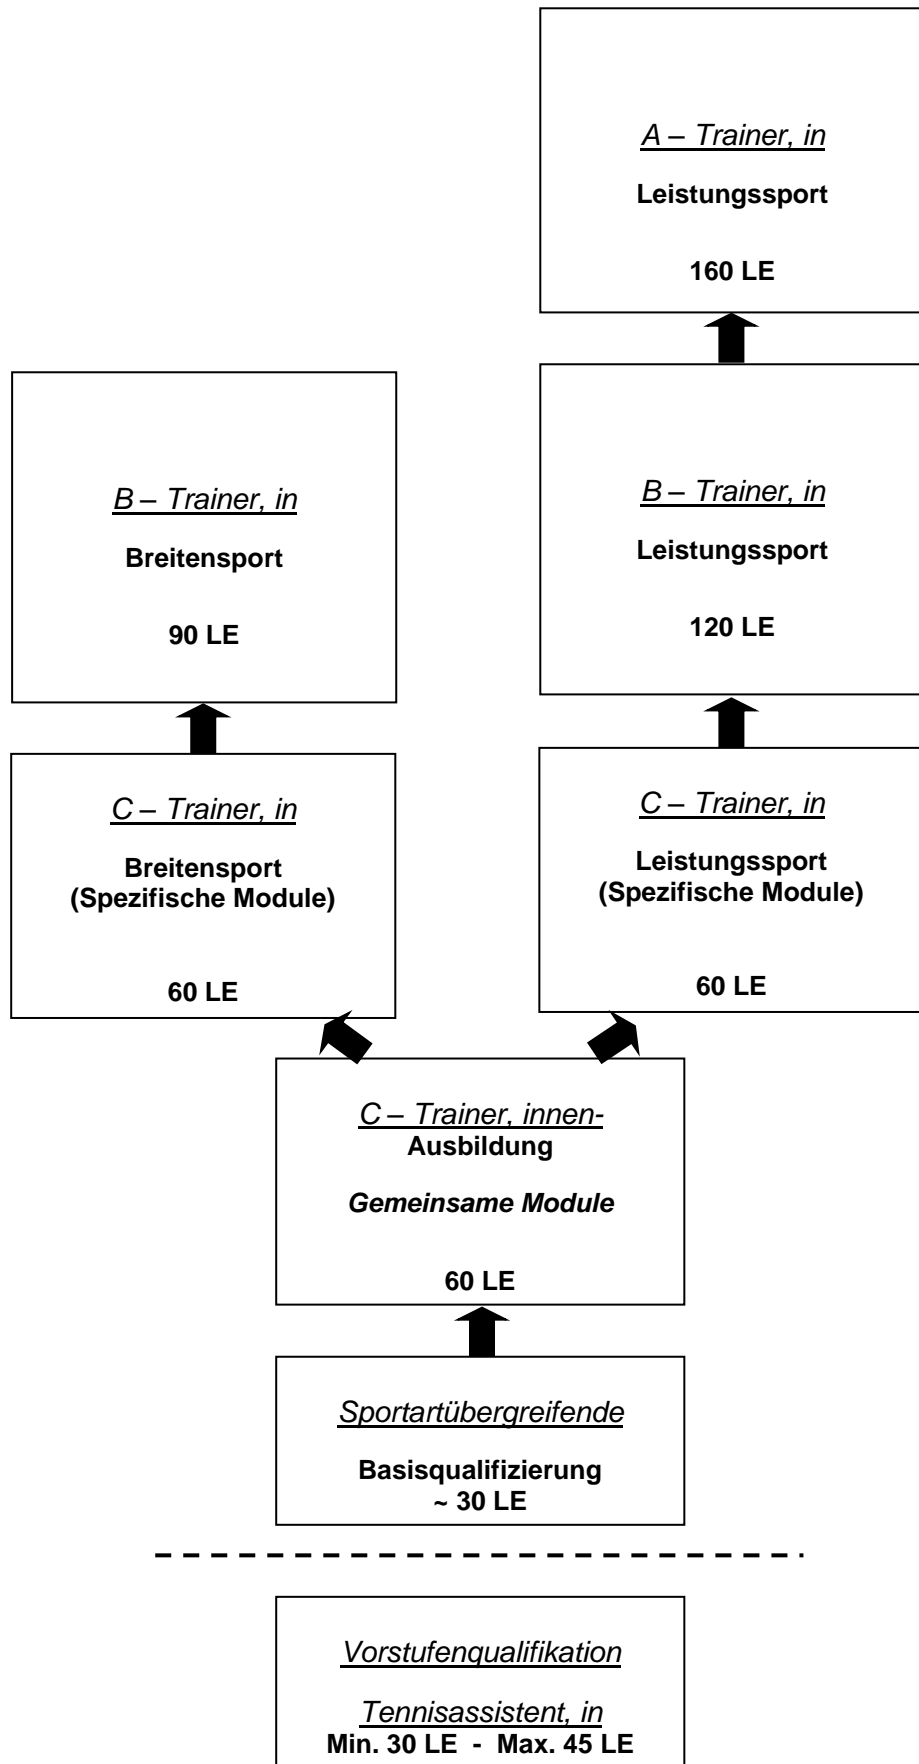 A – Trainer, in
Leistungssport
160 LE
B – Trainer, in
Breitensport
90 LE
B – Trainer, in
Leistungssport
120 LE
C – Trainer, in
Breitensport
(Spezifische Module)
60 LE
C – Trainer, in
Leistungssport
(Spezifische Module)
60 LE
C – Trainer, innen-
Ausbildung
Gemeinsame Module
60 LE
Sportartübergreifende
Basisqualifizierung
~ 30 LE
Vorstufenqualifikation
Tennisassistent, in
Min. 30 LE - Max. 45 LE